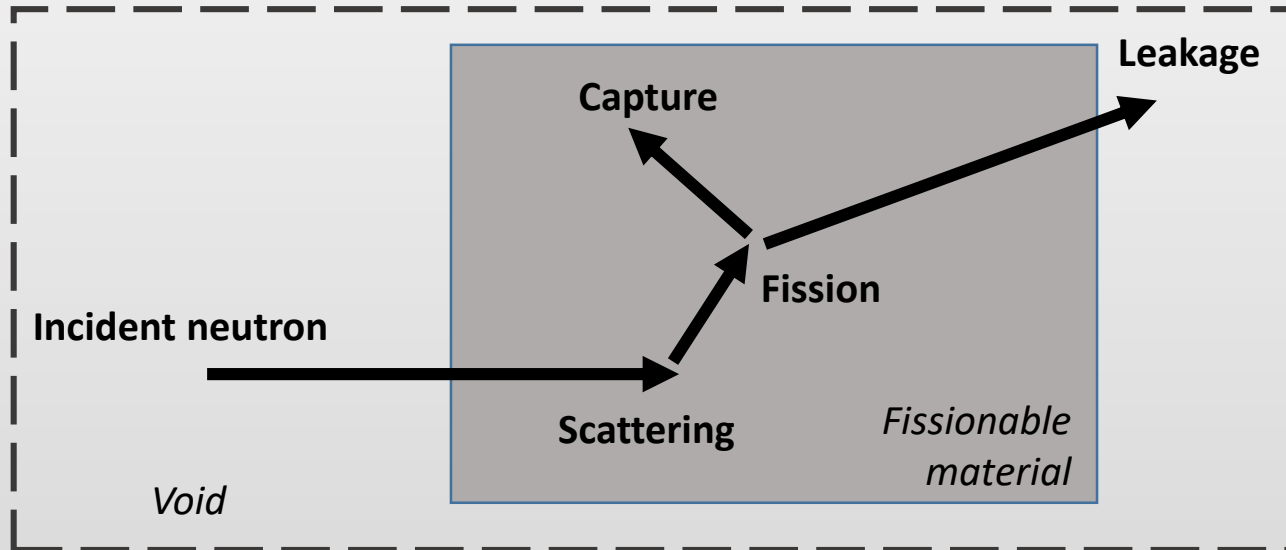 Leakage
Capture
Fission
Incident neutron
Scattering
Fissionable
material
Void